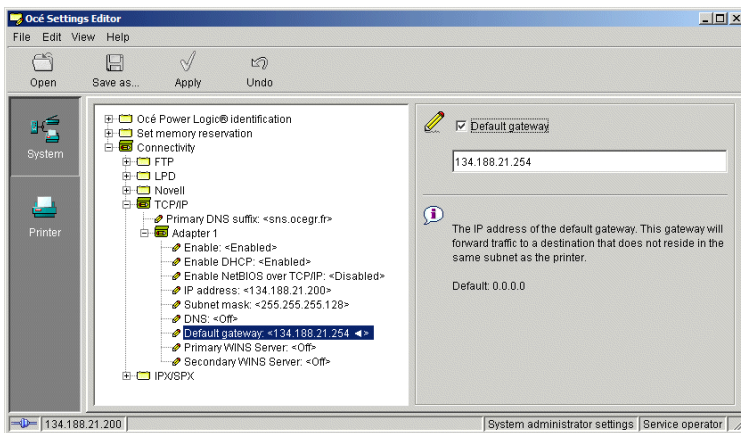 Océ Settings Editor
File Edit View Help
Open Save as... Apply Undo
System
Printer
Océ Power Logic® identification
Set memory reservation
Connectivity
FTP
LPD
Novell
TCP/IP
Primary DNS suffix: <sns.ocegr.fr>
Adapter 1
Enable: <Enabled>
Enable DHCP: <Enabled>
Enable NetBIOS over TCP/IP: <Disabled>
IP address: <134.188.21.200>
Subnet mask: <255.255.255.128>
DNS: <Off>
Default gateway: <134.188.21.254 ◄>
Primary WINS Server: <Off>
Secondary WINS Server: <Off>
IPX/SPX
Default gateway
134.188.21.254
The IP address of the default gateway. This gateway will
forward traffic to a destination that does not reside in the
same subnet as the printer.
Default: 0.0.0.0
134.188.21.200 System administrator settings Service operator